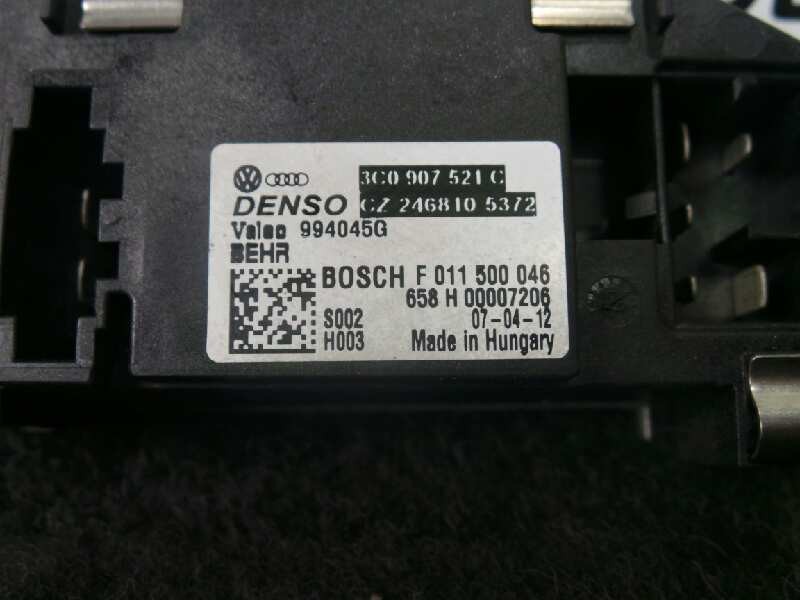 3C0 907 521 C
DENSO CZ 246810 5372
Valeo 994045G
BEHR
BOSCH F 011 500 046
658 H 00007206
S002 07-04-12
H003 Made in Hungary